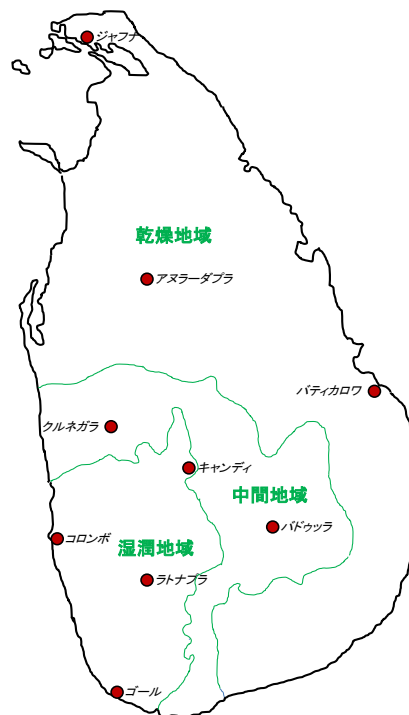 ジャフナ
乾燥地域
アヌラーダプラ
バティカロワ
クルネガラ
キャンディ
中間地域
バドゥッラ
コロンボ
湿潤地域
ラトナプラ
ゴール